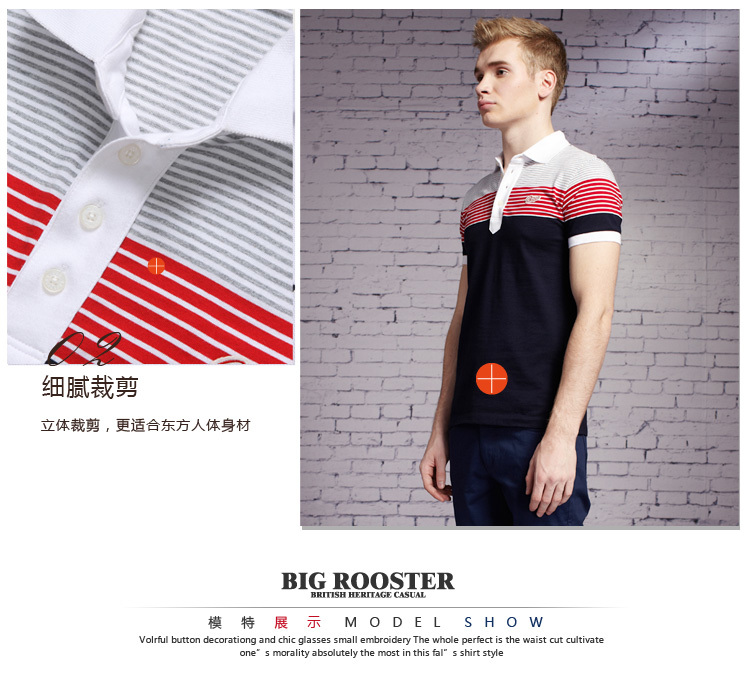 02
细腻裁剪
立体裁剪，更适合东方人体身材
BIG ROOSTER
BRITISH HERITAGE CASUAL
模特展示 MODEL SHOW
Volrful button decorationg and chic glasses small emboridery The whole perfect is the waist cut cultivate
one”s morality absolutely the most in this fal”s shirt style